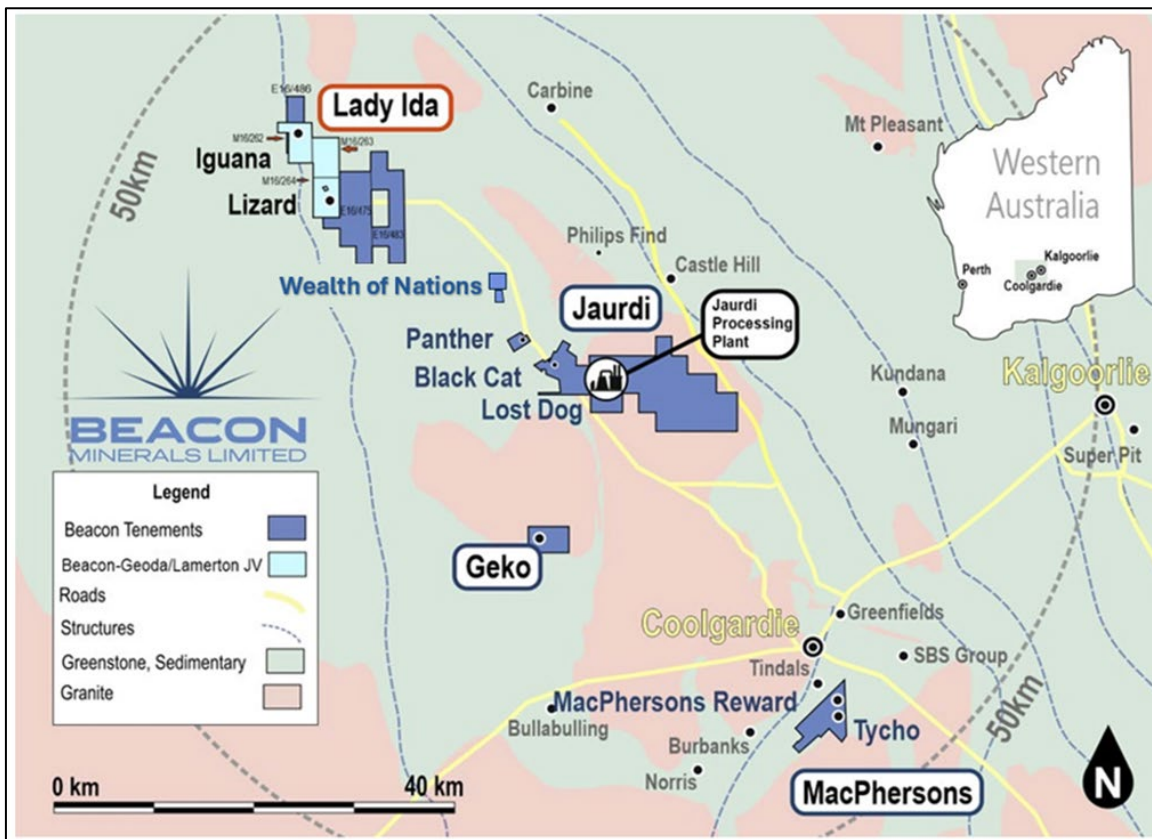 E16/486
Lady Ida
Carbine
Mt Pleasant
M16/262
M16/263
Iguana
M16/264
Lizard
E16/475
E16/483
50km
Western
Australia
Kalgoorlie
Perth
Coolgardie
Philips Find
Castle Hill
Wealth of Nations
Jaurdi
Jaurdi
Processing
Plant
Panther
Black Cat
Lost Dog
Kundana
Kalgoorlie
Mungari
Super Pit
BEACON
MINERALS LIMITED
Legend
Beacon Tenements
Beacon-Geoda/Lamerton JV
Roads
Structures
Greenstone, Sedimentary
Granite
Geko
Greenfields
Coolgardie
SBS Group
Tindals
MacPhersons Reward
Bullabulling
Tycho
Burbanks
Norris
50km
MacPhersons
0 km
40 km
N